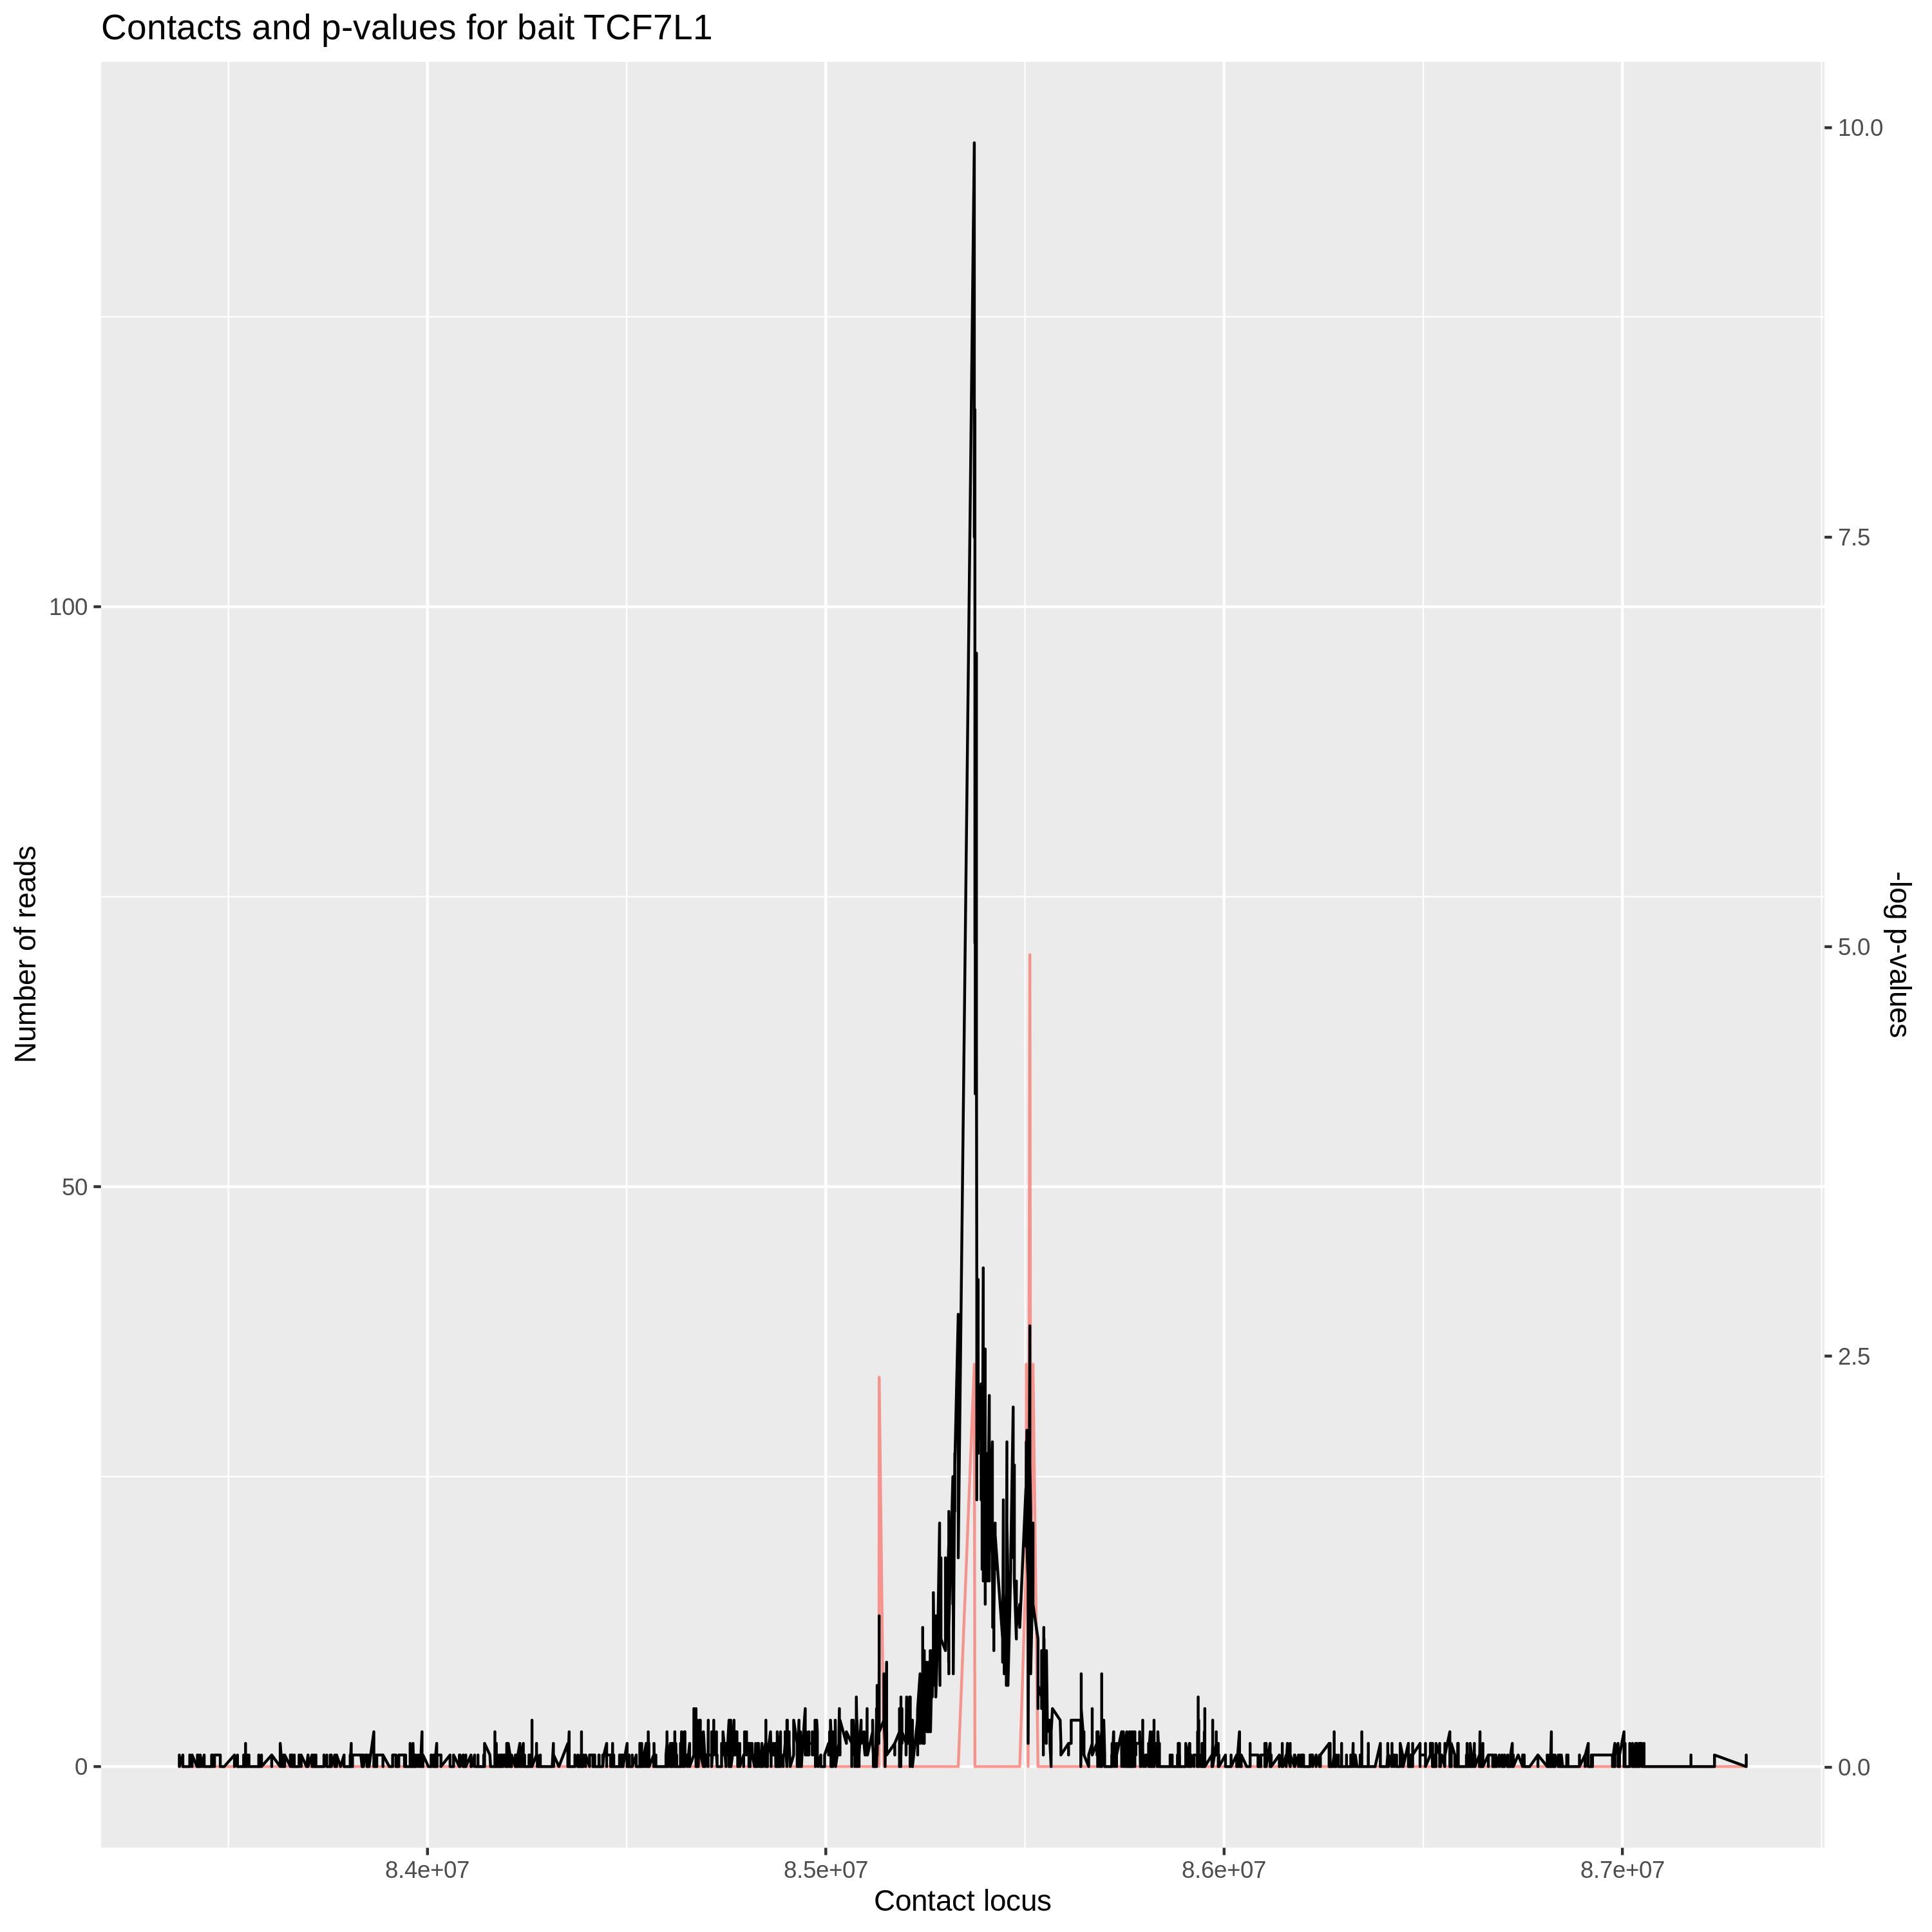 Contacts and p-values for bait TCF7L1
Number of reads
100
50
0
10.0
7.5
5.0
2.5
0.0
-log p-values
8.4e+07 8.5e+07 8.6e+07 8.7e+07
Contact locus